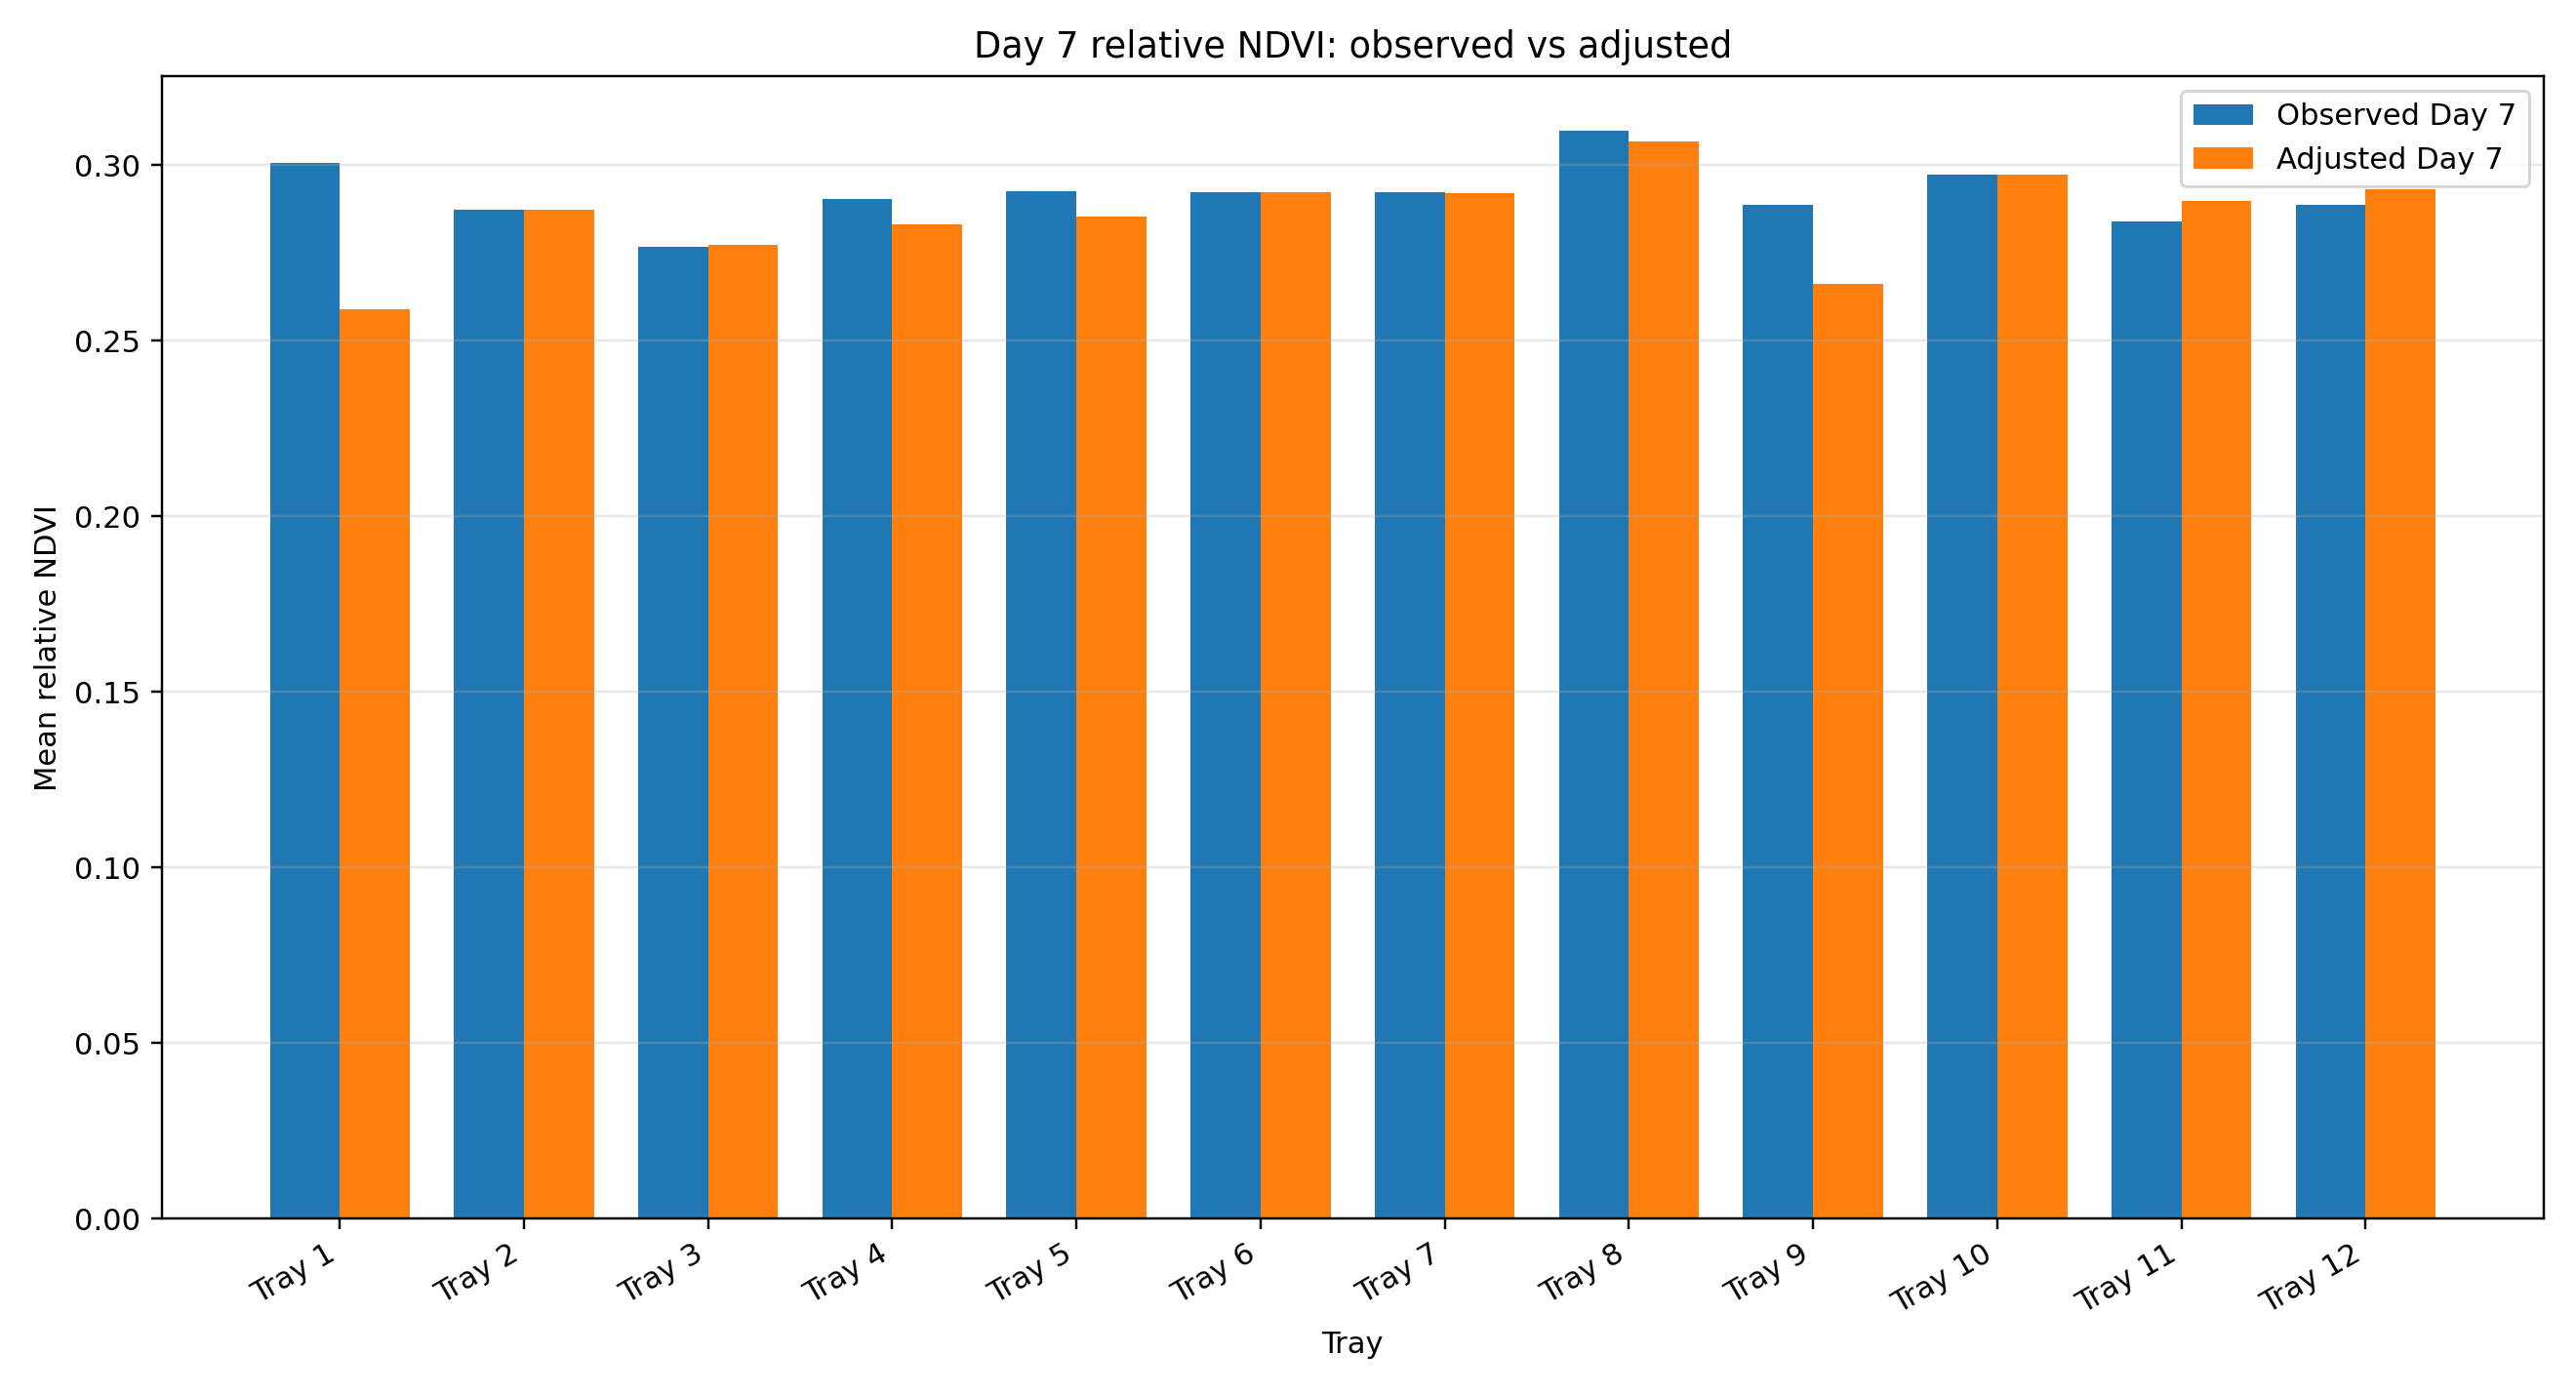 Day 7 relative NDVI: observed vs adjusted
Observed Day 7
Adjusted Day 7
Mean relative NDVI
0.30
0.25
0.20
0.15
0.10
0.05
0.00
Tray 1
Tray 2
Tray 3
Tray 4
Tray 5
Tray 6
Tray 7
Tray 8
Tray 9
Tray 10
Tray 11
Tray 12
Tray